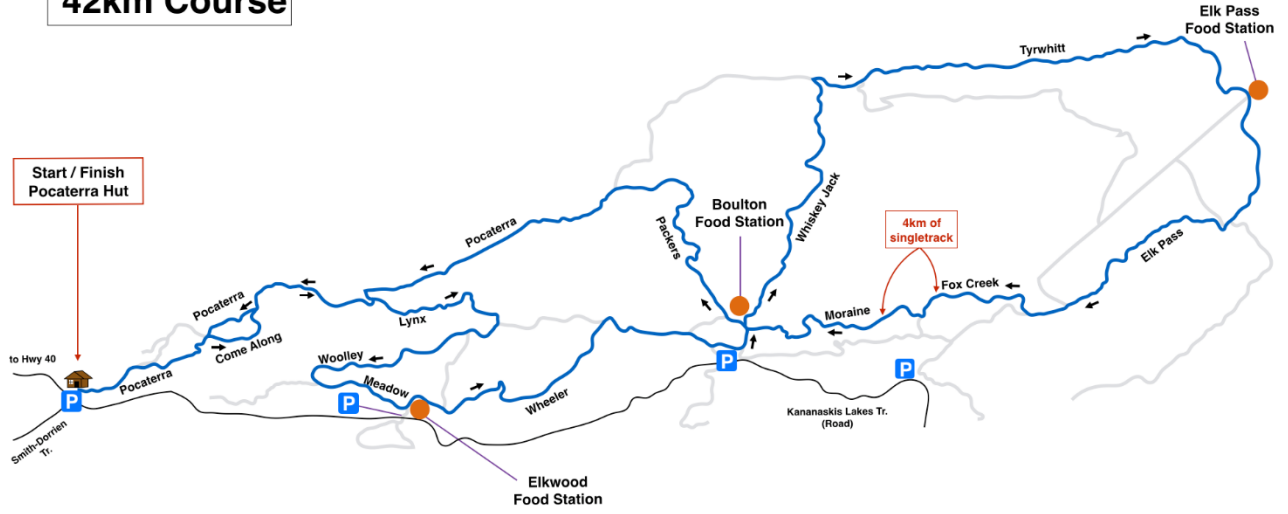 42km Course
Elk Pass
Food Station
Tyrwhitt
Start / Finish
Pocaterra Hut
Boulton
Food Station
Whiskey Jack
Packers
Pocaterra
4km of
singletrack
Elk Pass
Fox Creek
Moraine
Pocaterra
Lynx
Come Along
Woolley
to Hwy 40
Pocaterra
Meadow
Wheeler
P
P
P
P
Kananaskis Lakes Tr.
(Road)
Smith-Dorrien
Tr.
Elkwood
Food Station